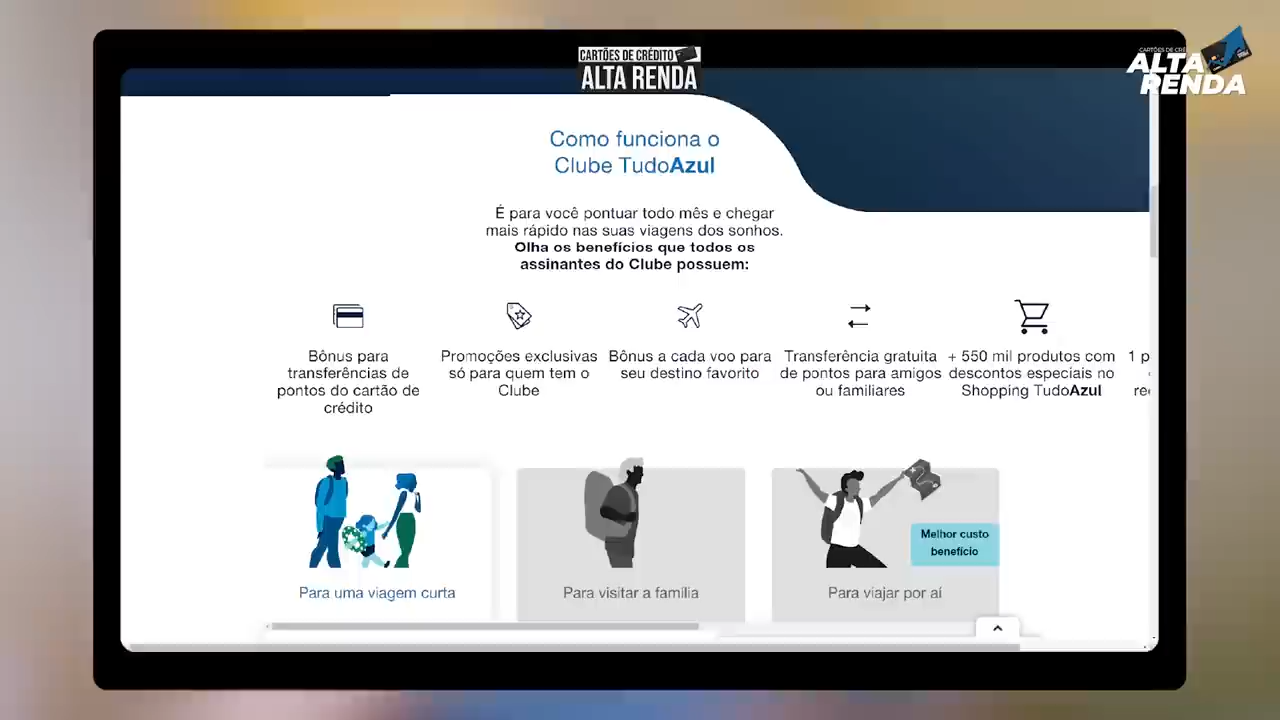 CARTÕES DE CRÉDITO
ALTA RENDA
ALTA
RENDA
Como funciona o
Clube TudoAzul
É para você pontuar todo mês e chegar
mais rápido nas suas viagens dos sonhos.
Olha os benefícios que todos os
assinantes do Clube possuem:
Bônus para
transferências de
pontos do cartão de
crédito
Promoções exclusivas
só para quem tem o
Clube
Bônus a cada voo para
seu destino favorito
Transferência gratuita
de pontos para amigos
ou familiares
+ 550 mil produtos com
descontos especiais no
Shopping TudoAzul
1 p
Para uma viagem curta
Para visitar a família
Melhor custo
benefício
Para viajar por aí